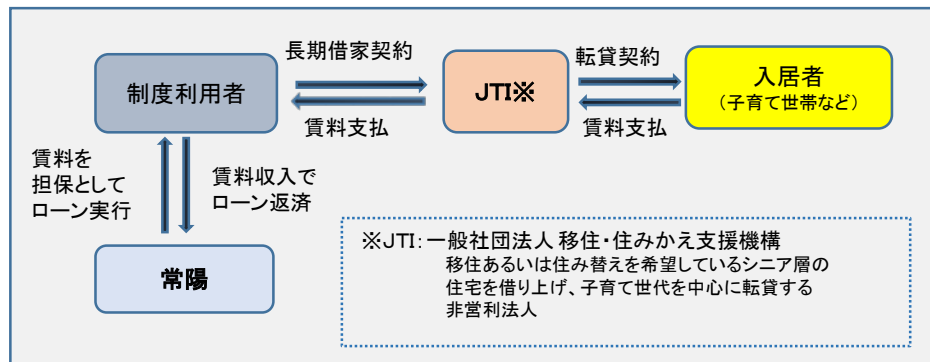 長期借家契約
転貸契約
制度利用者
JTI※
入居者
(子育て世帯など)
賃料支払
賃料支払
賃料を
担保として
ローン実行
賃料収入で
ローン返済
常陽
※JTI:一般社団法人 移住・住みかえ支援機構
移住あるいは住み替えを希望しているシニア層の
住宅を借り上げ、子育て世代を中心に転貸する
非営利法人